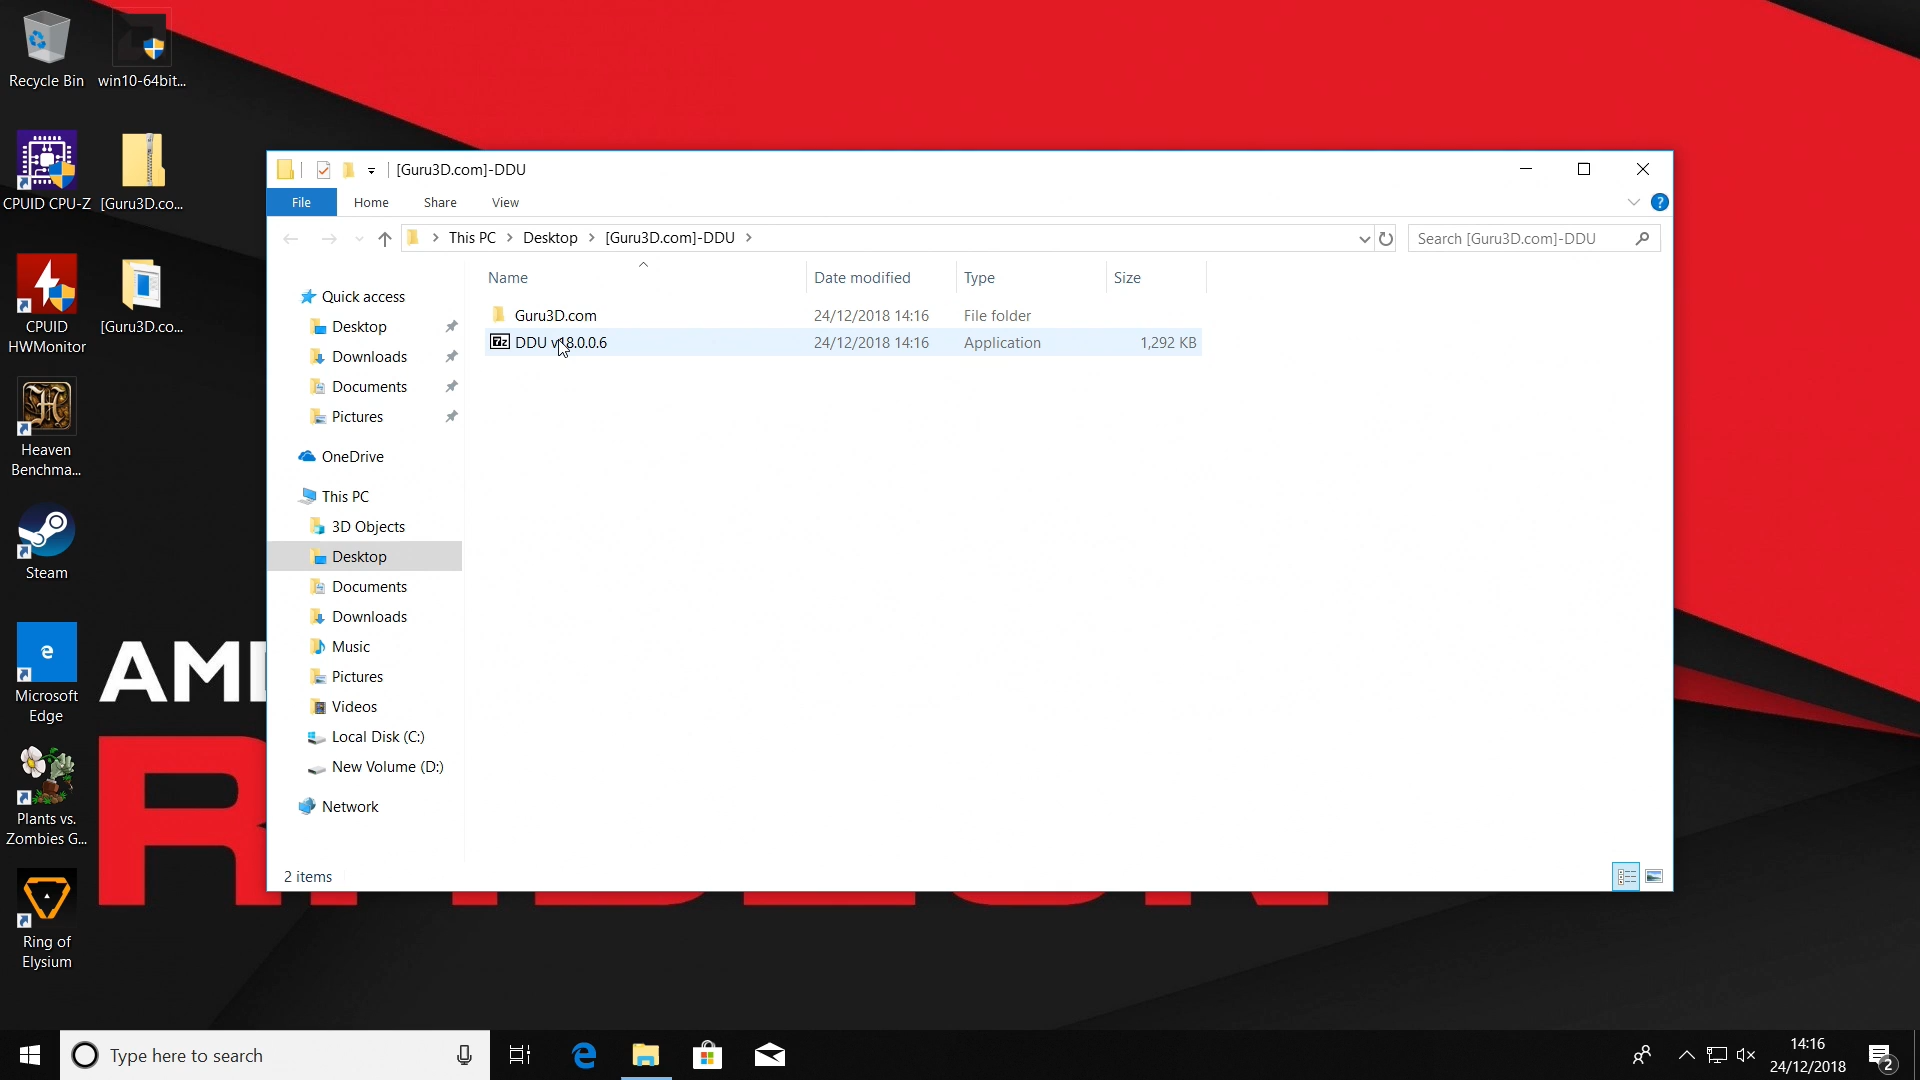 Recycle Bin
win10-64bit...
CPUID CPU-Z
[Guru3D.co...
CPUID
HWMonitor
[Guru3D.co...
Heaven
Benchma...
Steam
Microsoft
Edge
Plants vs.
Zombies G...
Ring of
Elysium
[Guru3D.com]-DDU
File
Home
Share
View
This PC
Desktop
[Guru3D.com]-DDU
Search [Guru3D.com]-DDU
Name
Date modified
Type
Size
Guru3D.com
24/12/2018 14:16
File folder
DDU v18.0.0.6
24/12/2018 14:16
Application
1,292 KB
Quick access
Desktop
Downloads
Documents
Pictures
OneDrive
This PC
3D Objects
Desktop
Documents
Downloads
Music
Pictures
Videos
Local Disk (C:)
New Volume (D:)
Network
2 items
Type here to search
14:16
24/12/2018
2